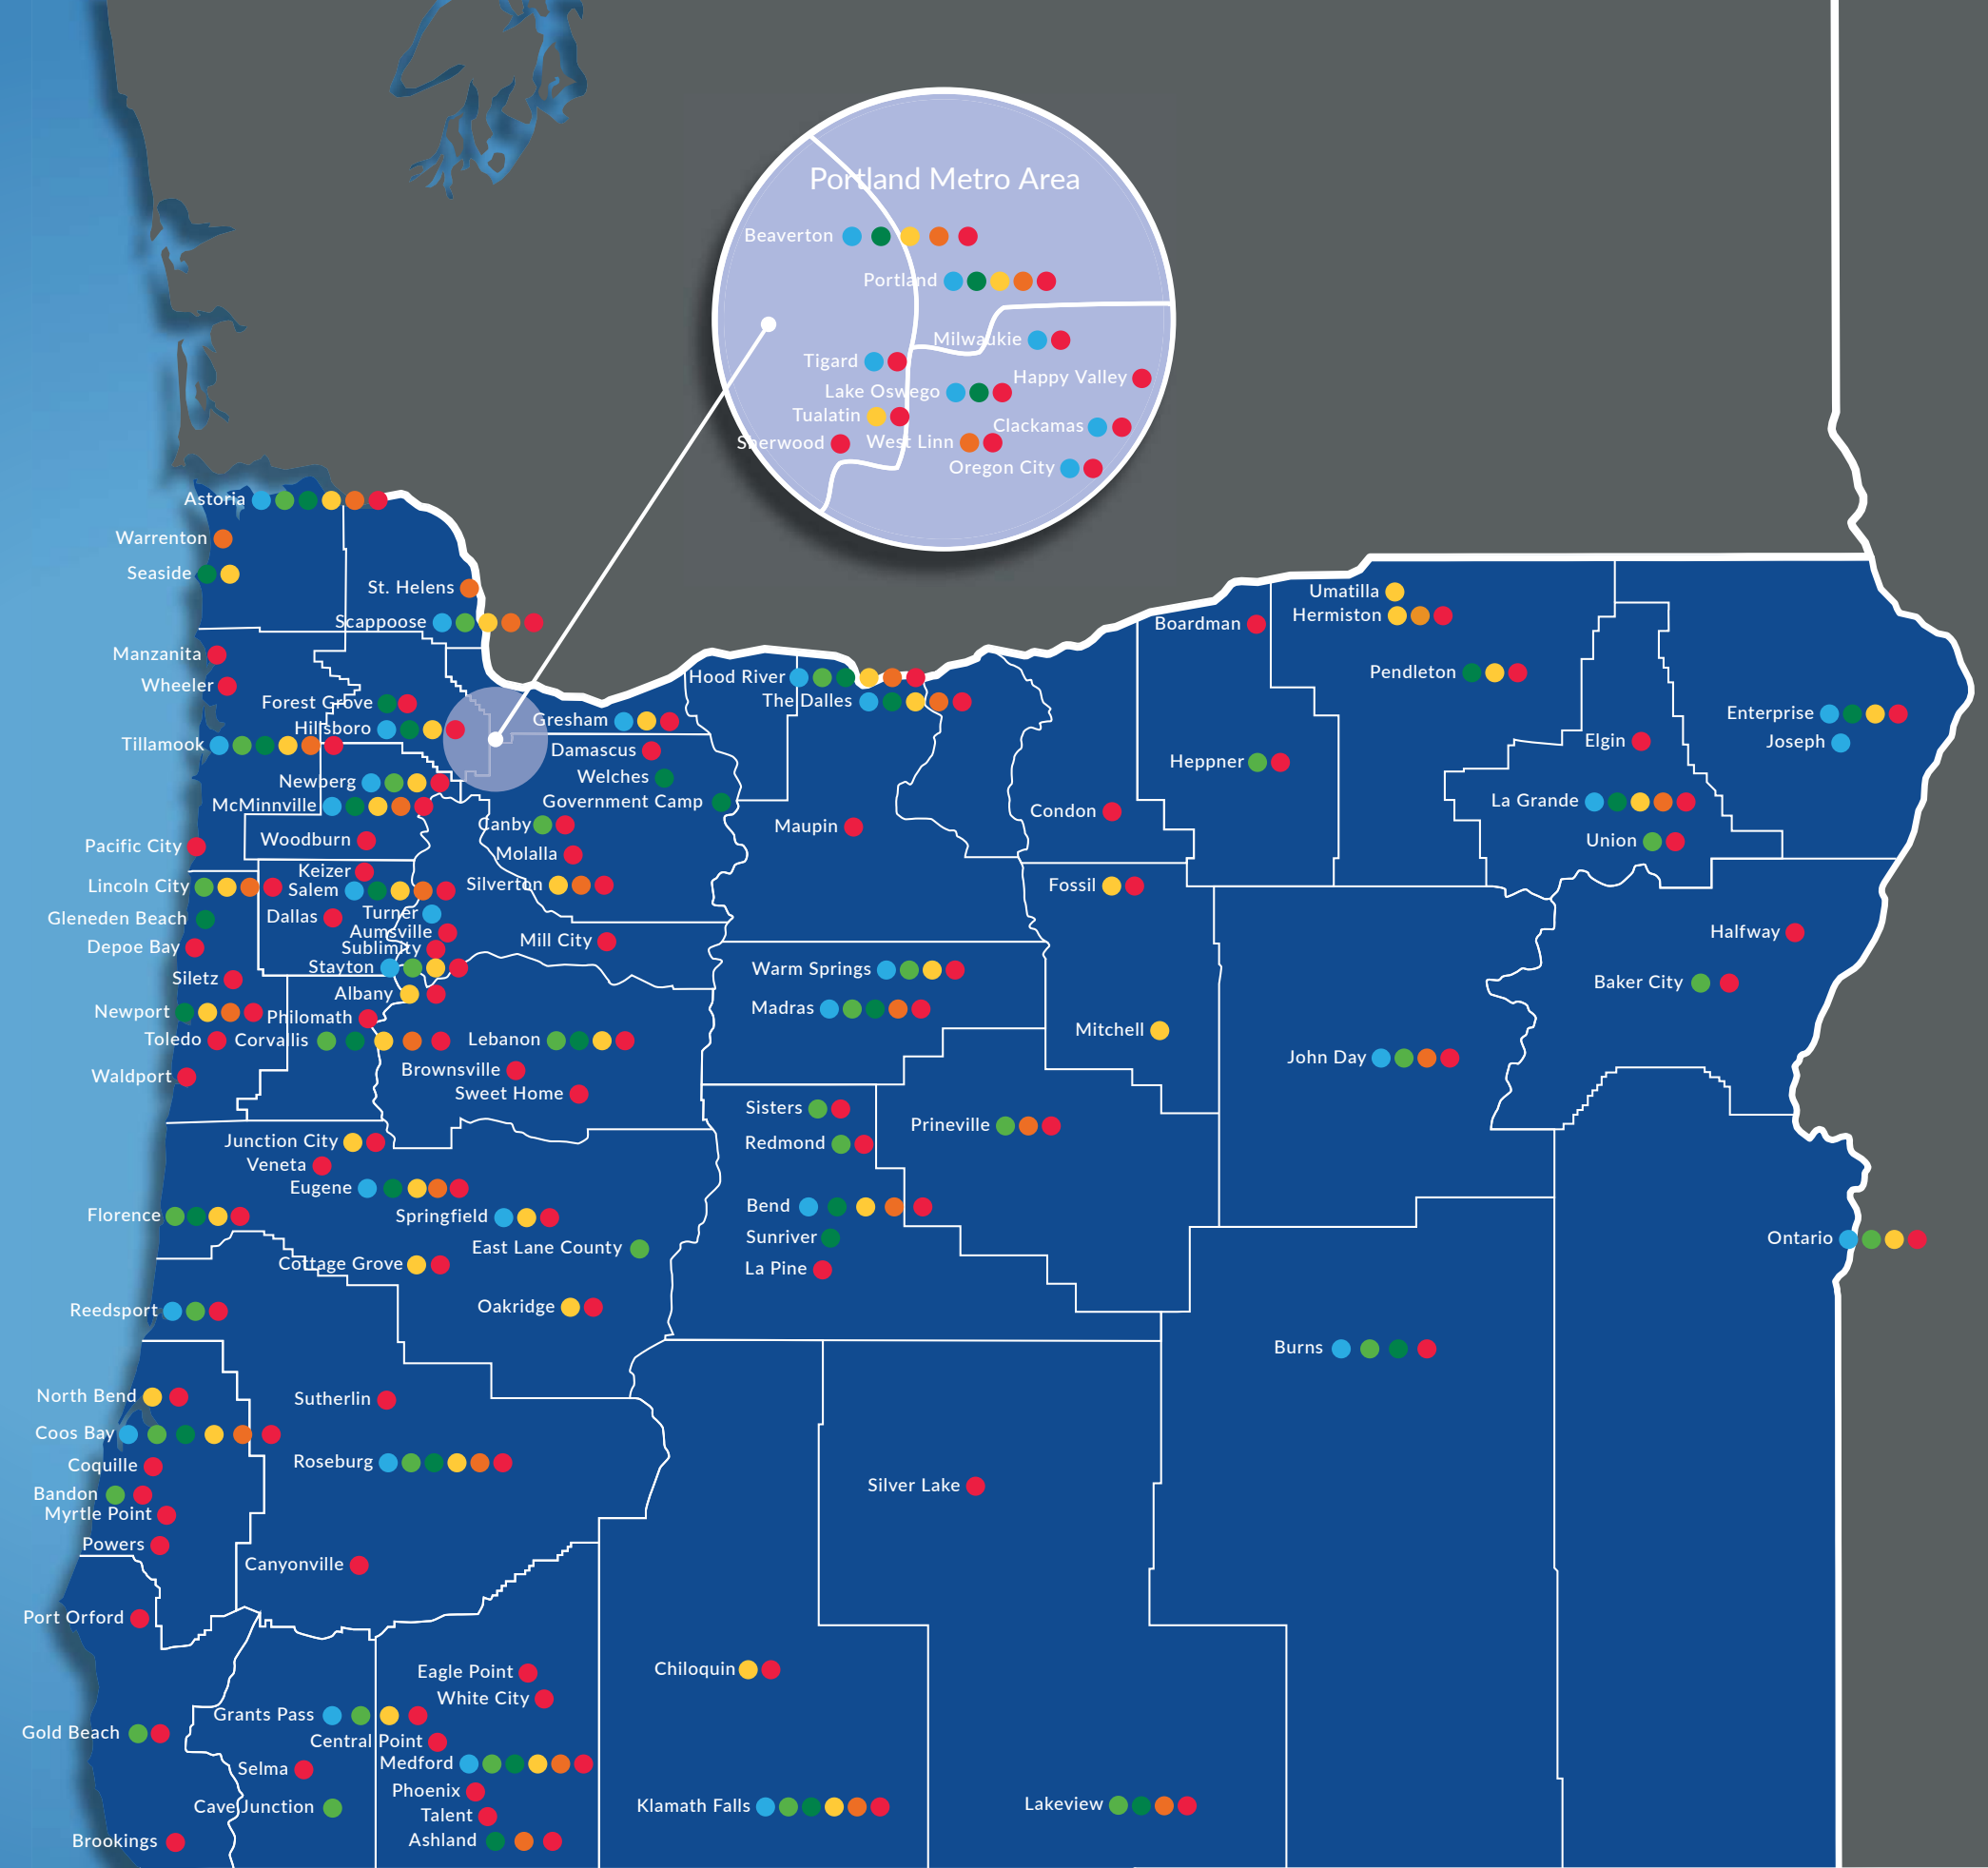 Portland Metro Area
Beaverton
Portland
Milwaukie
Tigard
Happy Valley
Lake Oswego
Tualatin
Clackamas
Sherwood
West Linn
Oregon City
Astoria
Warrenton
Seaside
St. Helens
Scappoose
Manzanita
Wheeler
Forest Grove
Hillsboro
Tillamook
Gresham
Damascus
Welches
Government Camp
Newberg
McMinnville
Canby
Woodburn
Molalla
Pacific City
Keizer
Lincoln City
Salem
Silverton
Gleneden Beach
Dallas
Turner
Aumsville
Depoe Bay
Sublimity
Mill City
Siletz
Stayton
Albany
Newport
Philomath
Toledo
Corvallis
Lebanon
Waldport
Brownsville
Sweet Home
Junction City
Veneta
Eugene
Florence
Springfield
East Lane County
Cottage Grove
Reedsport
Oakridge
North Bend
Sutherlin
Coos Bay
Coquille
Roseburg
Bandon
Myrtle Point
Powers
Canyonville
Port Orford
Eagle Point
White City
Grants Pass
Gold Beach
Central Point
Medford
Selma
Phoenix
Cave Junction
Talent
Brookings
Ashland
Hood River
The Dalles
Maupin
Condon
Boardman
Umatilla
Hermiston
Pendleton
Heppner
Enterprise
Joseph
Elgin
La Grande
Union
Fossil
Halfway
Baker City
Warm Springs
Madras
Mitchell
John Day
Sisters
Redmond
Prineville
Bend
Sunriver
La Pine
Ontario
Burns
Silver Lake
Chiloquin
Klamath Falls
Lakeview